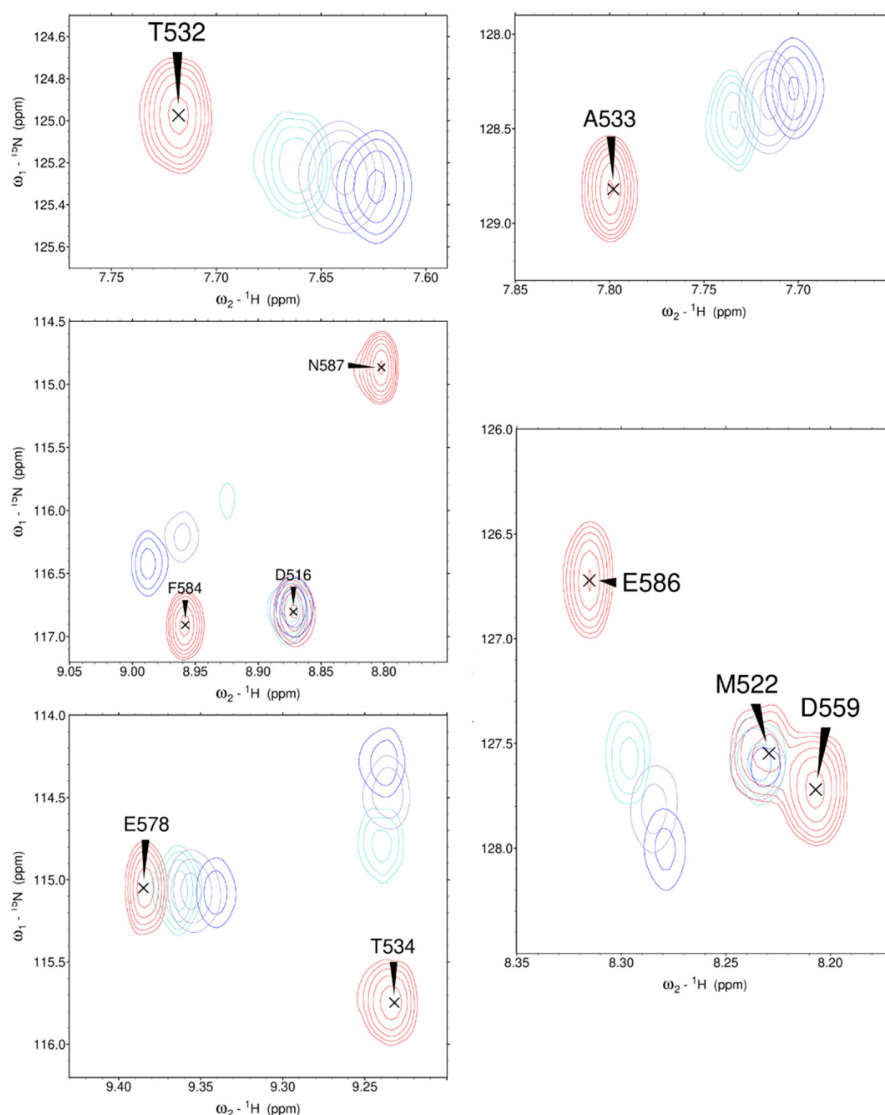 T532
124.6
124.8
125.0
125.2
125.4
125.6
ω₁ - ¹⁵N (ppm)
7.75
7.70
7.65
7.60
ω₂ - ¹H (ppm)
A533
128.0
128.5
129.0
ω₁ - ¹⁵N (ppm)
7.85
7.80
7.75
7.70
ω₂ - ¹H (ppm)
N587
F584
D516
114.5
115.0
115.5
116.0
116.5
117.0
ω₁ - ¹⁵N (ppm)
9.05
9.00
8.95
8.90
8.85
8.80
ω₂ - ¹H (ppm)
E586
M522
D559
126.0
126.5
127.0
127.5
128.0
ω₁ - ¹⁵N (ppm)
8.35
8.30
8.25
8.20
ω₂ - ¹H (ppm)
E578
T534
114.0
114.5
115.0
115.5
116.0
ω₁ - ¹⁵N (ppm)
9.40
9.35
9.30
9.25
ω₂ - ¹H (ppm)